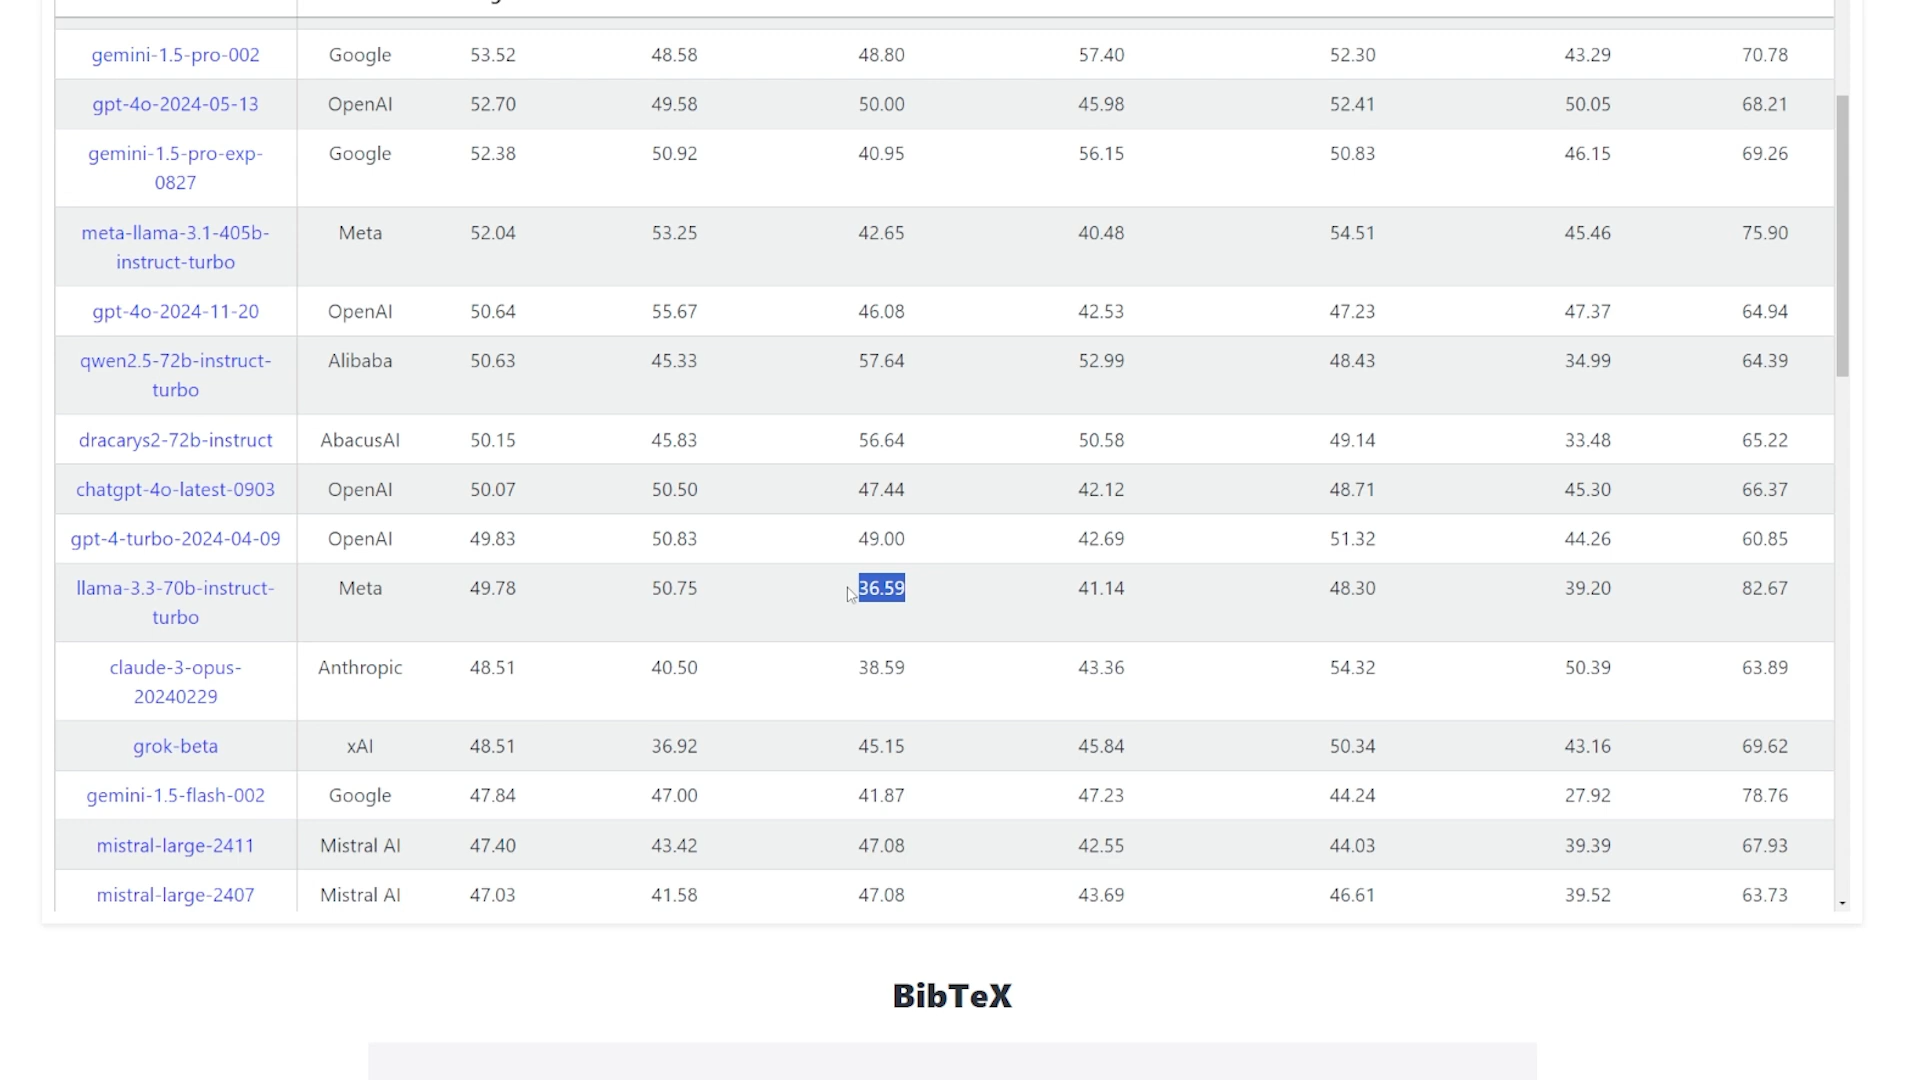 gemini-1.5-pro-002 Google 53.52 48.58 48.80 57.40 52.30 43.29 70.78
gpt-4o-2024-05-13 OpenAI 52.70 49.58 50.00 45.98 52.41 50.05 68.21
gemini-1.5-pro-exp- Google 52.38 50.92 40.95 56.15 50.83 46.15 69.26
0827
meta-llama-3.1-405b- Meta 52.04 53.25 42.65 40.48 54.51 45.46 75.90
instruct-turbo
gpt-4o-2024-11-20 OpenAI 50.64 55.67 46.08 42.53 47.23 47.37 64.94
qwen2.5-72b-instruct- Alibaba 50.63 45.33 57.64 52.99 48.43 34.99 64.39
turbo
dracarys2-72b-instruct AbacusAI 50.15 45.83 56.64 50.58 49.14 33.48 65.22
chatgpt-4o-latest-0903 OpenAI 50.07 50.50 47.44 42.12 48.71 45.30 66.37
gpt-4-turbo-2024-04-09 OpenAI 49.83 50.83 49.00 42.69 51.32 44.26 60.85
llama-3.3-70b-instruct- Meta 49.78 50.75 36.59 41.14 48.30 39.20 82.67
turbo
claude-3-opus- Anthropic 48.51 40.50 38.59 43.36 54.32 50.39 63.89
20240229
grok-beta xAI 48.51 36.92 45.15 45.84 50.34 43.16 69.62
gemini-1.5-flash-002 Google 47.84 47.00 41.87 47.23 44.24 27.92 78.76
mistral-large-2411 Mistral AI 47.40 43.42 47.08 42.55 44.03 39.39 67.93
mistral-large-2407 Mistral AI 47.03 41.58 47.08 43.69 46.61 39.52 63.73
BibTeX